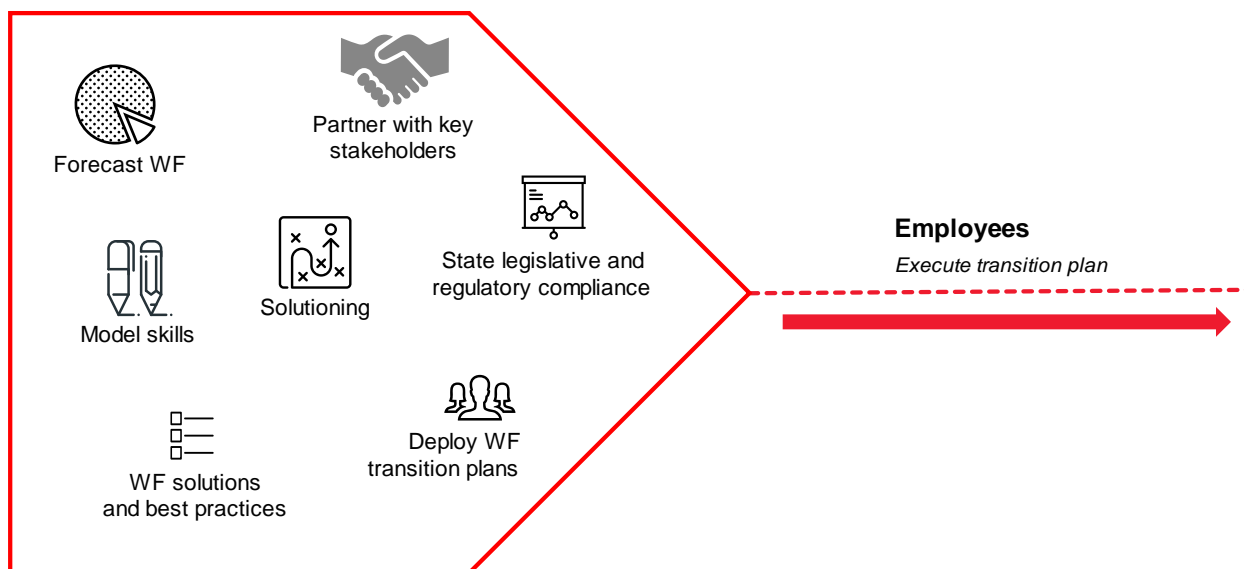 Forecast WF
Partner with key
stakeholders
State legislative and
regulatory compliance
Solutioning
Model skills
WF solutions
and best practices
Deploy WF
transition plans
Employees
Execute transition plan